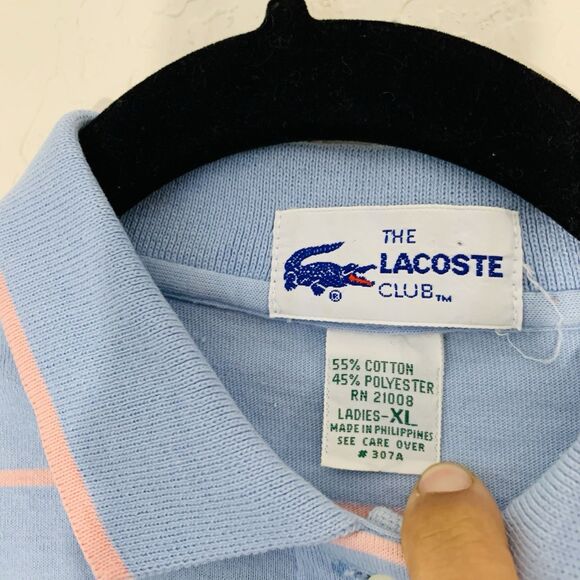 THE
LACOSTE
CLUB™
®
55% COTTON
45% POLYESTER
RN 21008
LADIES-XL
MADE IN PHILIPPINES
SEE CARE OVER
# 307A